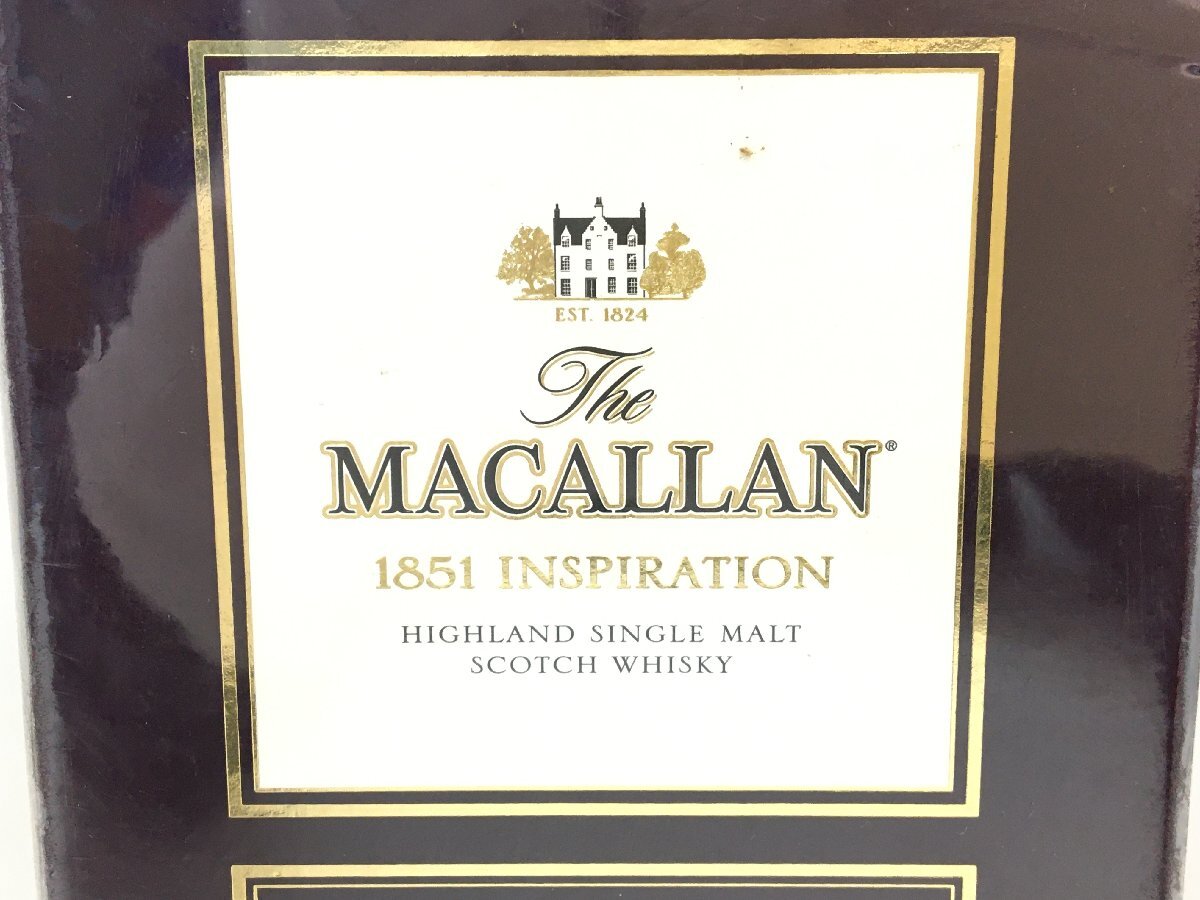 EST. 1824
The
MACALLAN®
1851 INSPIRATION
HIGHLAND SINGLE MALT
SCOTCH WHISKY